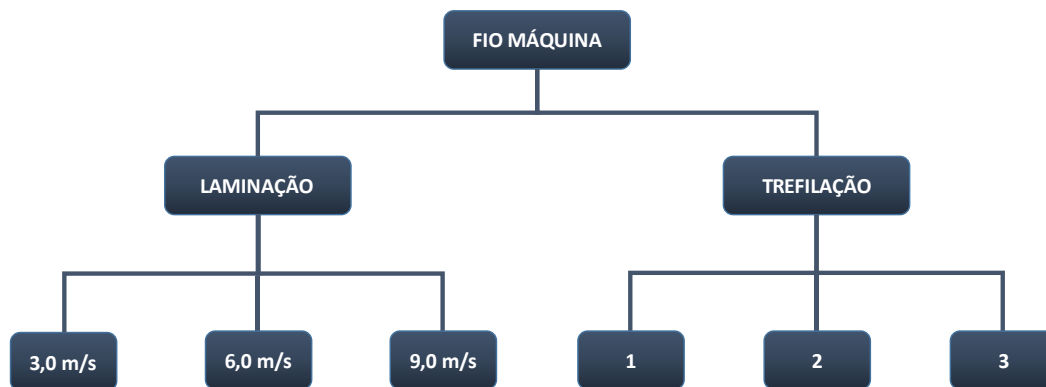 FIO MÁQUINA
LAMINAÇÃO
TREFILAÇÃO
3,0 m/s
6,0 m/s
9,0 m/s
1
2
3